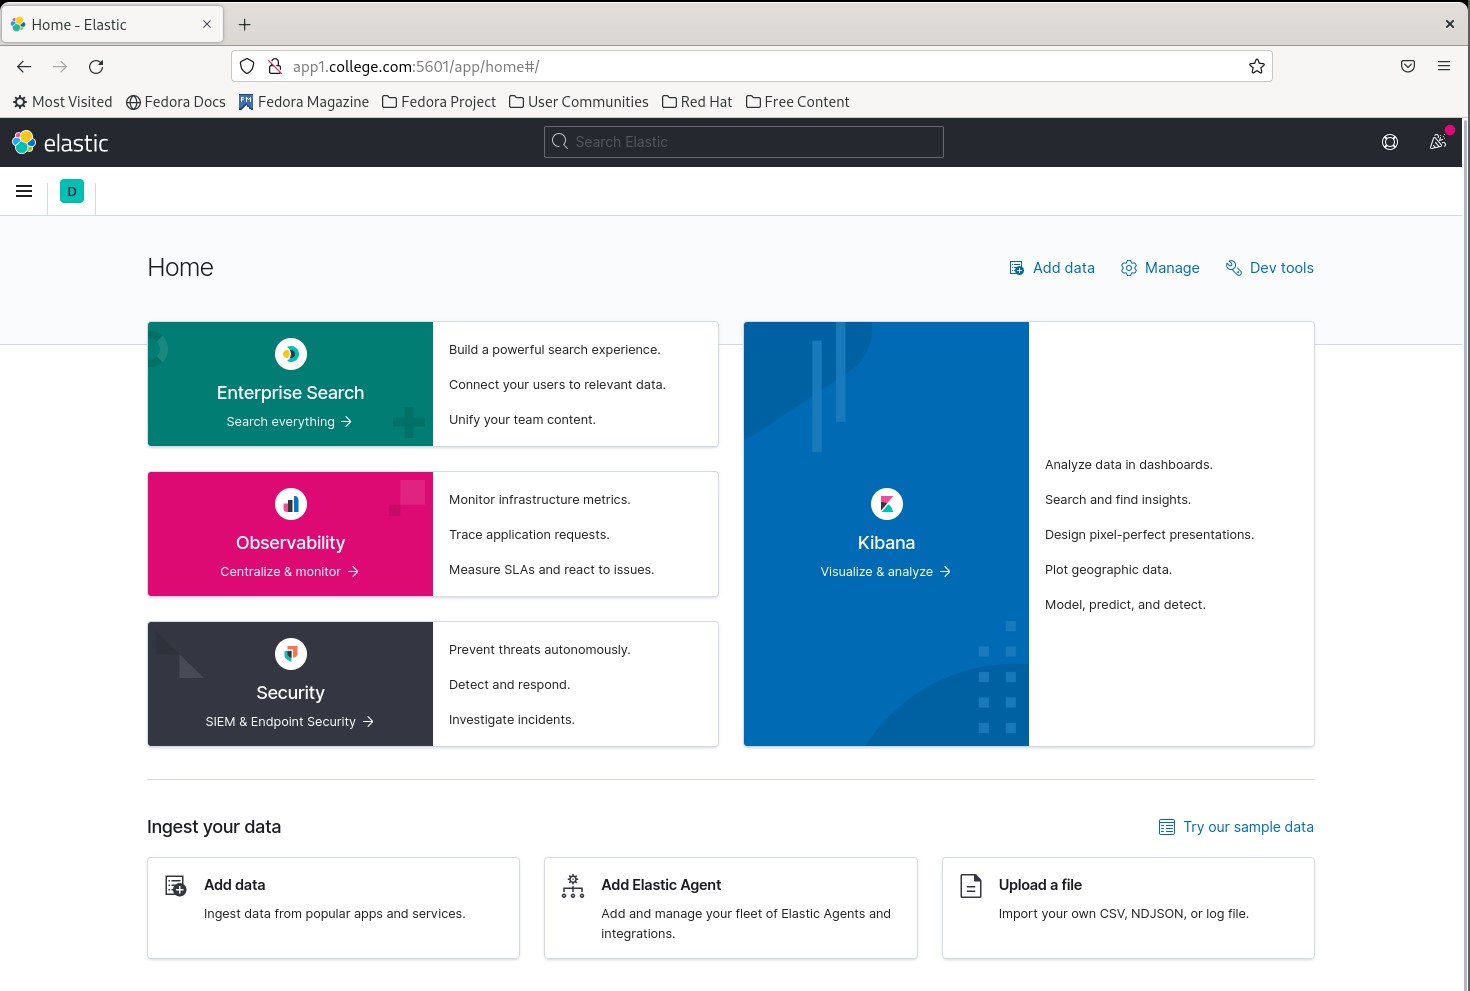 Home - Elastic
app1.college.com:5601/app/home#/
Most Visited
Fedora Docs
FM
Fedora Magazine
Fedora Project
User Communities
Red Hat
Free Content
elastic
Search Elastic
D
Home
Add data
Manage
Dev tools
Enterprise Search
Search everything →
Build a powerful search experience.
Connect your users to relevant data.
Unify your team content.
Observability
Centralize & monitor →
Monitor infrastructure metrics.
Trace application requests.
Measure SLAs and react to issues.
Security
SIEM & Endpoint Security →
Prevent threats autonomously.
Detect and respond.
Investigate incidents.
Kibana
Visualize & analyze →
Analyze data in dashboards.
Search and find insights.
Design pixel-perfect presentations.
Plot geographic data.
Model, predict, and detect.
Ingest your data
Try our sample data
Add data
Ingest data from popular apps and services.
Add Elastic Agent
Add and manage your fleet of Elastic Agents and
integrations.
Upload a file
Import your own CSV, NDJSON, or log file.